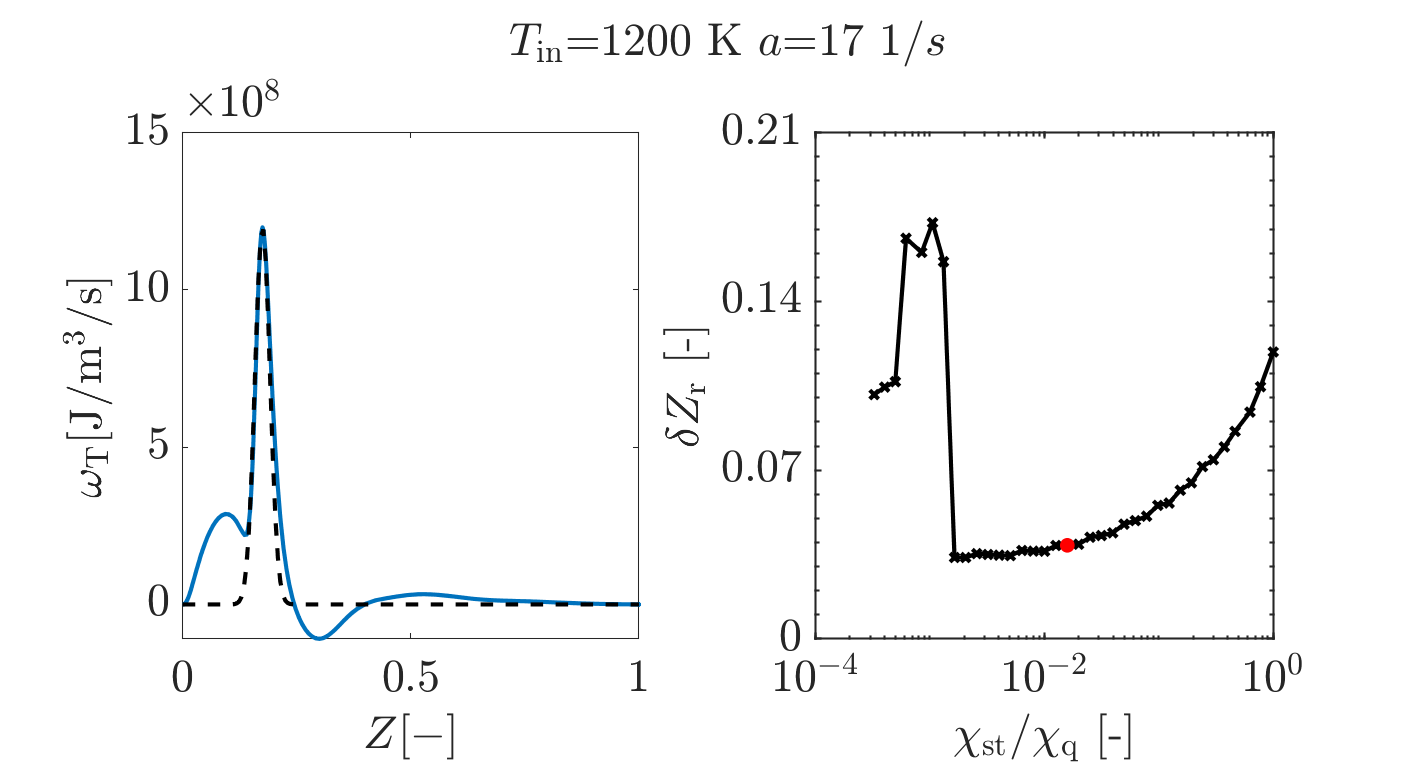 T_in=1200 K a=17 1/s
×10^8
15
10
5
0
0 0.5 1
Z[−]
ω_T[J/m^3/s]
0.21
0.14
0.07
0
10^−4 10^−2 10^0
χ_st/χ_q [-]
δZ_r [-]